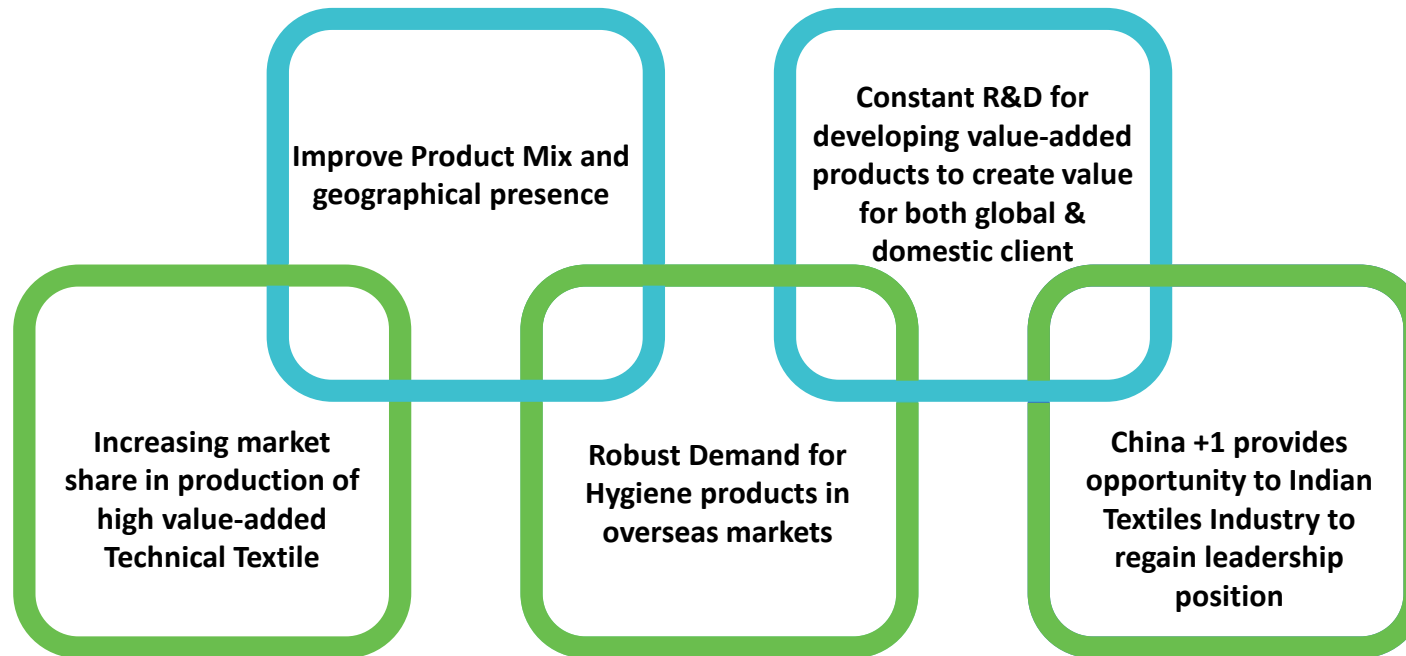 Improve Product Mix and
geographical presence
Constant R&D for
developing value-added
products to create value
for both global &
domestic client
Increasing market
share in production of
high value-added
Technical Textile
Robust Demand for
Hygiene products in
overseas markets
China +1 provides
opportunity to Indian
Textiles Industry to
regain leadership
position